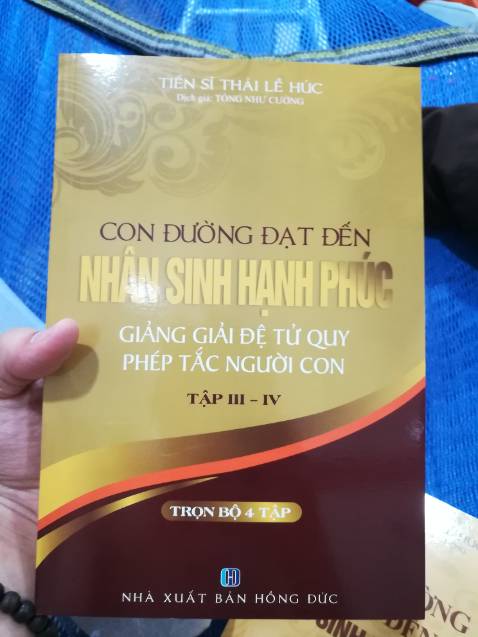 TIẾN SĨ THÁI LỄ HÚC
Dịch giả: TỐNG NHƯ CƯỜNG
CON ĐƯỜNG ĐẠT ĐẾN
NHÂN SINH HẠNH PHÚC
GIẢNG GIẢI ĐỆ TỬ QUY
PHÉP TẮC NGƯỜI CON
TẬP III - IV
TRỌN BỘ 4 TẬP
NHÀ XUẤT BẢN HỒNG ĐỨC